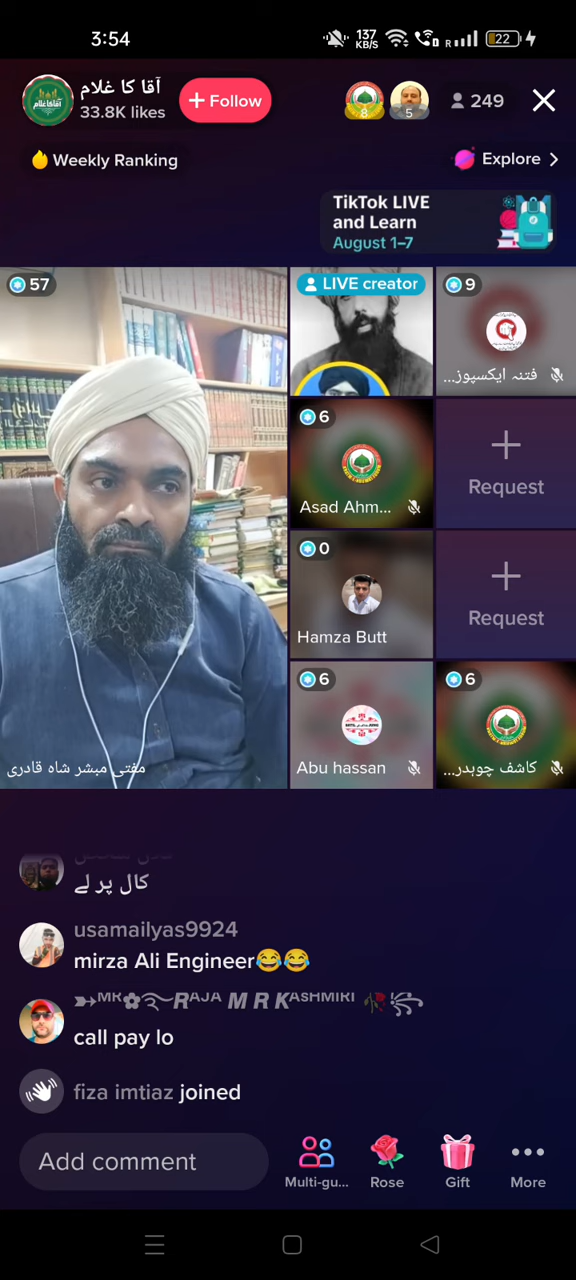 3:54
137
KB/S
R
22
آقا کا غلام
33.8K likes
+ Follow
8
5
249
Weekly Ranking
Explore
TikTok LIVE
and Learn
August 1–7
57
LIVE creator
9
فتنہ ایکسپوز...
6
Asad Ahm...
Request
0
Hamza Butt
Request
6
Abu hassan
6
کاشف چوہدر...
مفتی مبشر شاہ قادری
کال پر لے
usamailyas9924
mirza Ali Engineer😂😂
➳ᴹᴿ✿࿐RAJA M R KASHMIRI 🥀
call pay lo
fiza imtiaz joined
Add comment
Multi-gu...
Rose
Gift
More